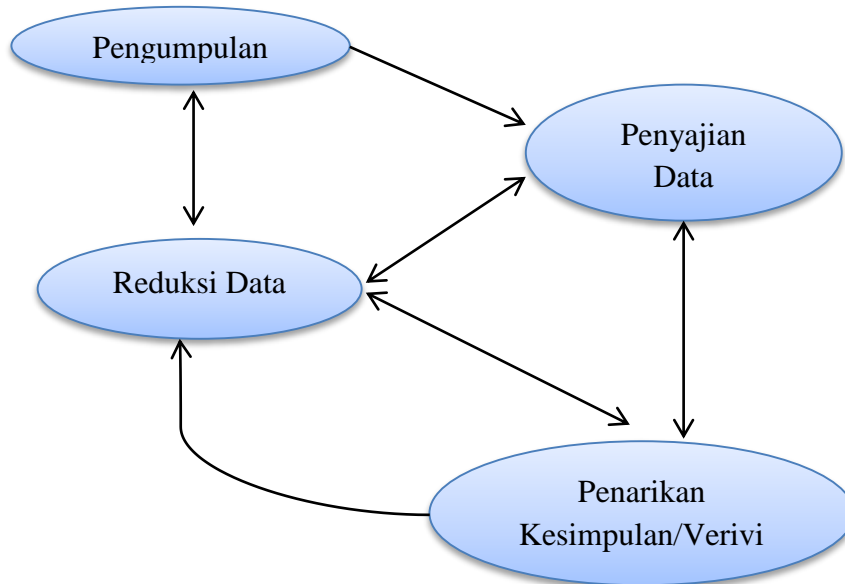 Pengumpulan
Penyajian
Data
Reduksi Data
Penarikan
Kesimpulan/Verivi